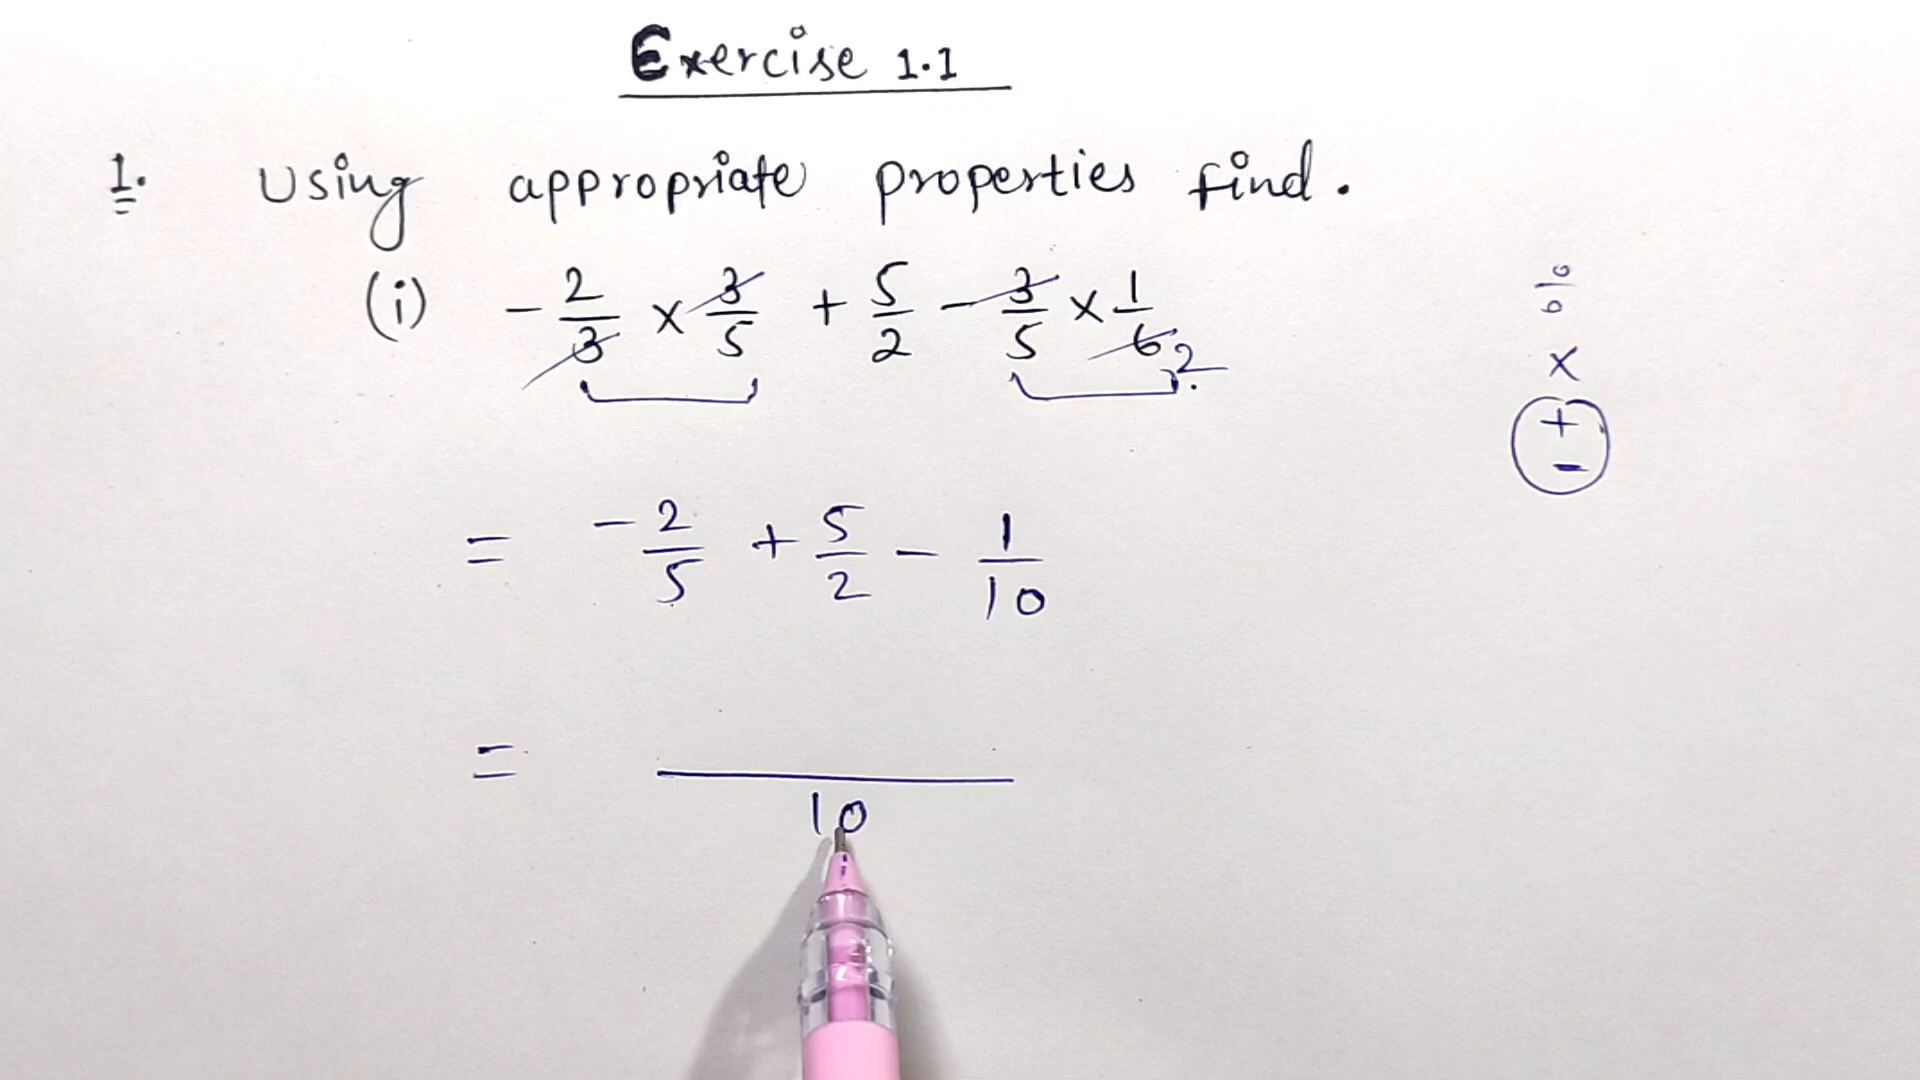 Exercise 1.1
1. Using appropriate properties find.
(i) - 2/3 × 3/5 + 5/2 - 3/5 × 1/6 2
÷
×
+
-
= -2/5 + 5/2 - 1/10
= /10